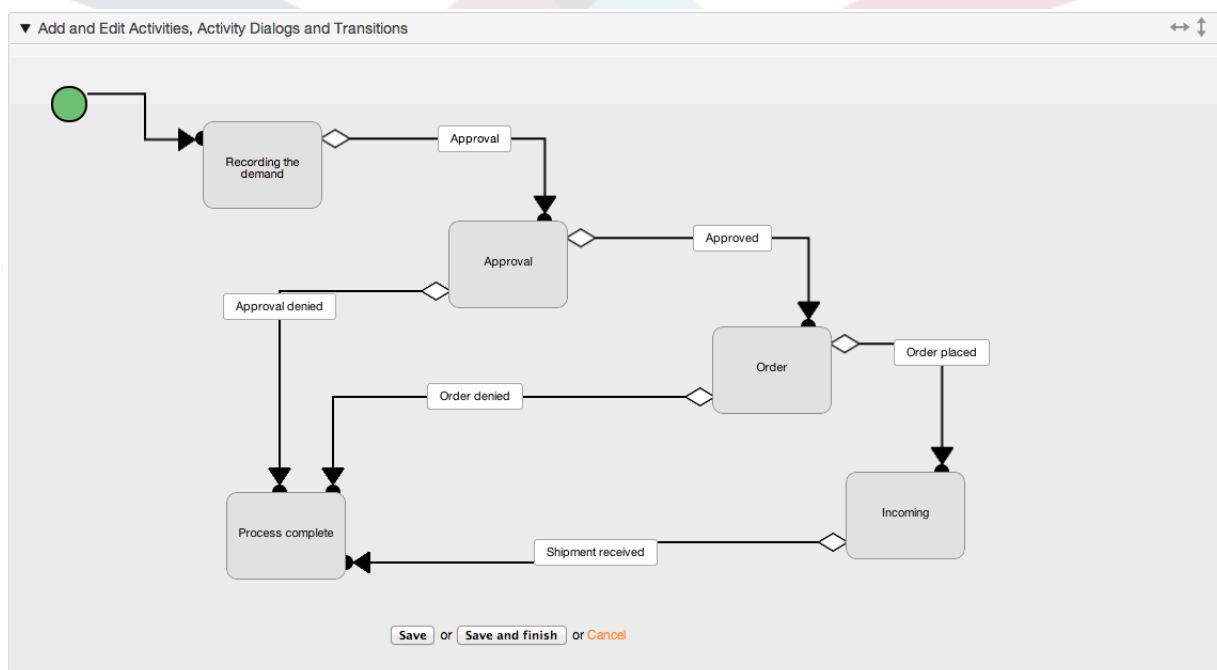 ▼ Add and Edit Activities, Activity Dialogs and Transitions
Approval
Recording the
demand
Approved
Approval
Approval denied
Order placed
Order
Order denied
Incoming
Process complete
Shipment received
Save or Save and finish or Cancel